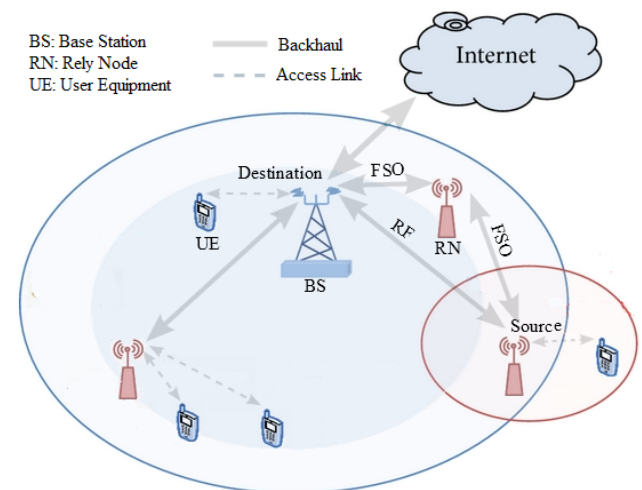 BS: Base Station
RN: Rely Node
UE: User Equipment
Backhaul
Access Link
Internet
Destination
FSO
UE
BS
RF
RN
FSO
Source